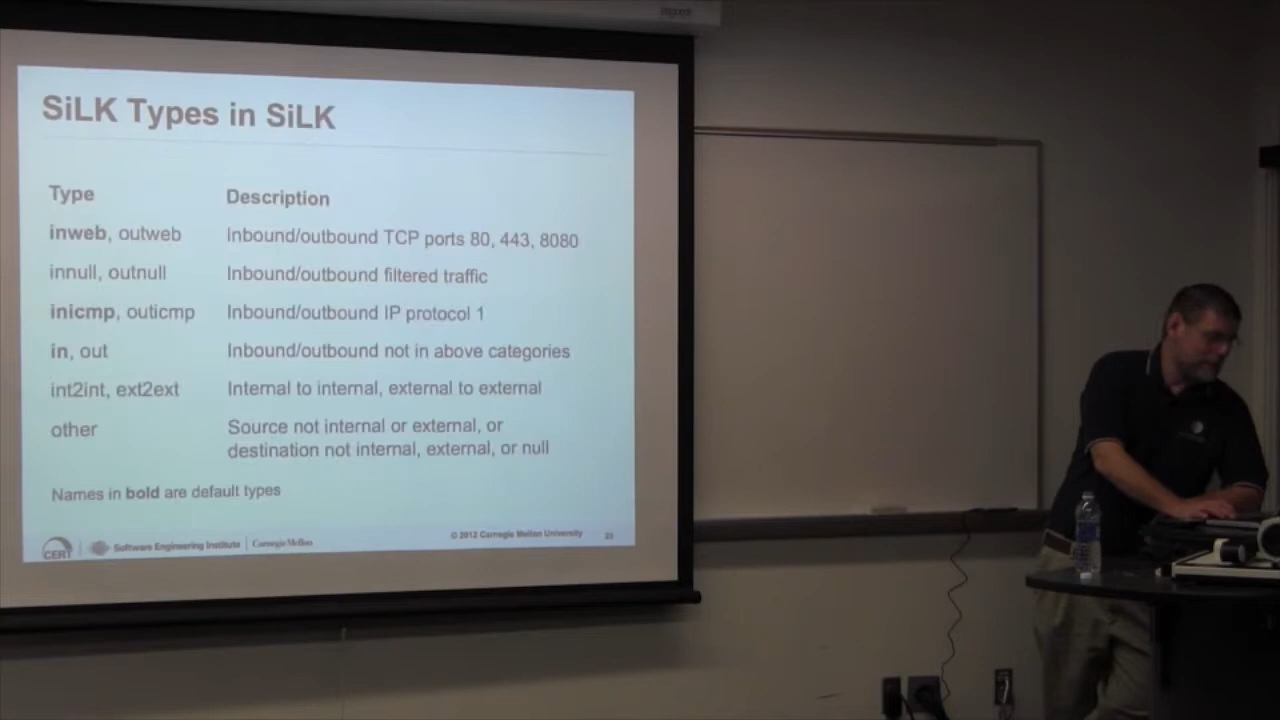 SiLK Types in SiLK
Type Description
inweb, outweb Inbound/outbound TCP ports 80, 443, 8080
innull, outnull Inbound/outbound filtered traffic
inicmp, outicmp Inbound/outbound IP protocol 1
in, out Inbound/outbound not in above categories
int2int, ext2ext Internal to internal, external to external
other Source not internal or external, or
destination not internal, external, or null
Names in bold are default types
CERT Software Engineering Institute Carnegie Mellon © 2012 Carnegie Mellon University 23